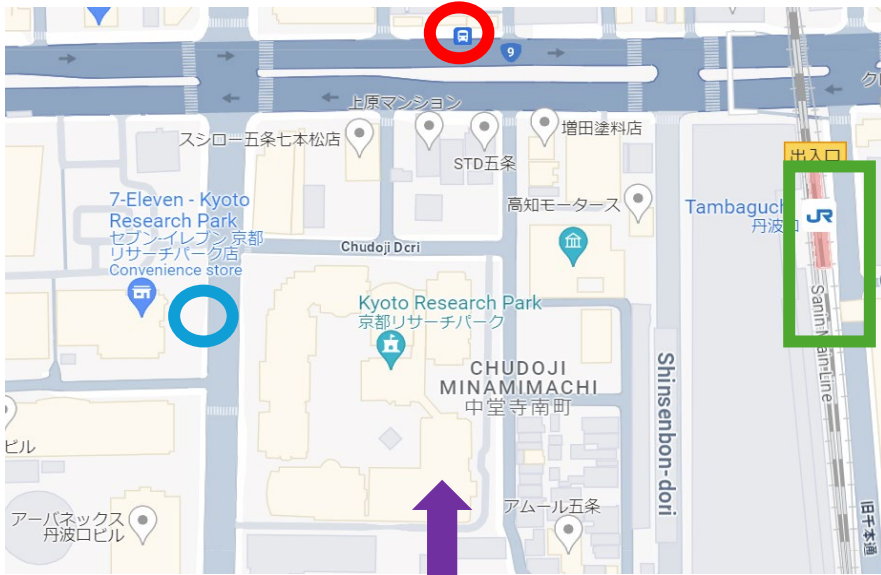 9
上原マンション
ク
スシロー五条七本松店
増田塗料店
STD五条
出入口
7-Eleven - Kyoto
Research Park
セブン-イレブン 京都
リサーチパーク店
Convenience store
高知モータース
Tambaguch
丹波口
JR
Chudoji Dori
Kyoto Research Park
京都リサーチパーク
Sanin Main Line
CHUDOJI
MINAMIMACHI
中堂寺南町
Shinsenbon-dori
ビル
アーバネックス
丹波口ビル
アムール五条
旧千本通